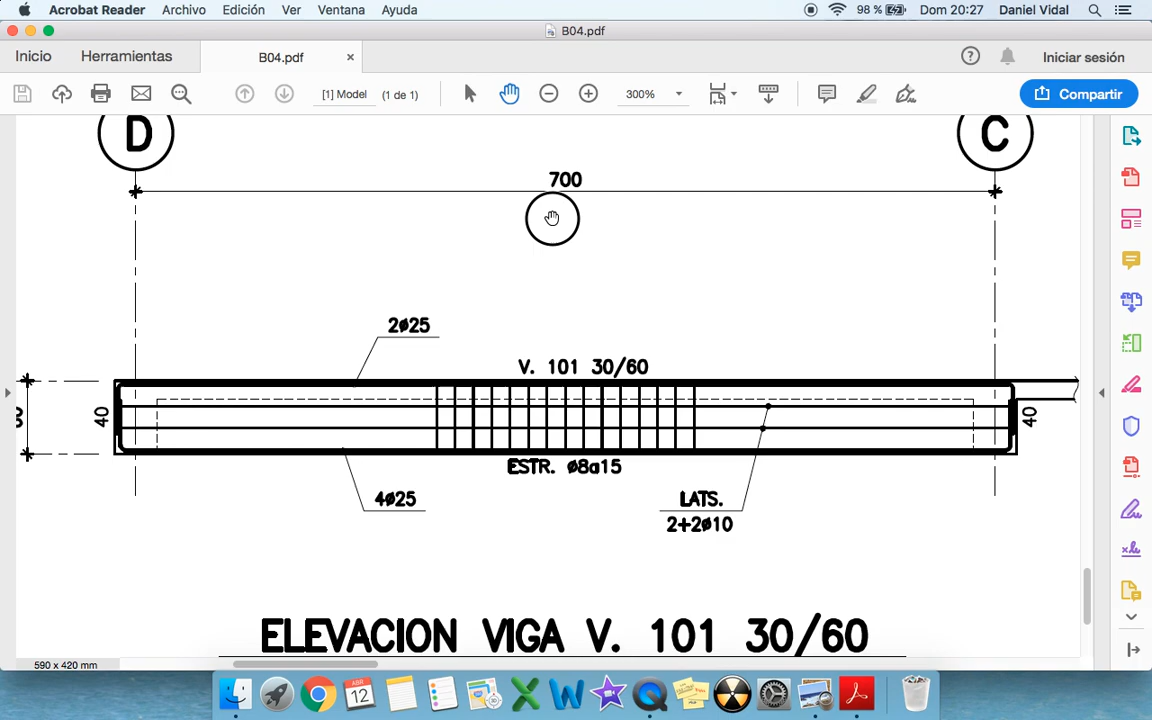 Acrobat Reader Archivo Edición Ver Ventana Ayuda 98 % Dom 20:27 Daniel Vidal
B04.pdf
Inicio Herramientas B04.pdf × ? Iniciar sesión
[1] Model (1 de 1) 300% Compartir
D C
700
2ø25
V. 101 30/60
40 40
ESTR. ø8a15
4ø25 LATS.
2+2ø10
ELEVACION VIGA V. 101 30/60
590 x 420 mm
ABR
12